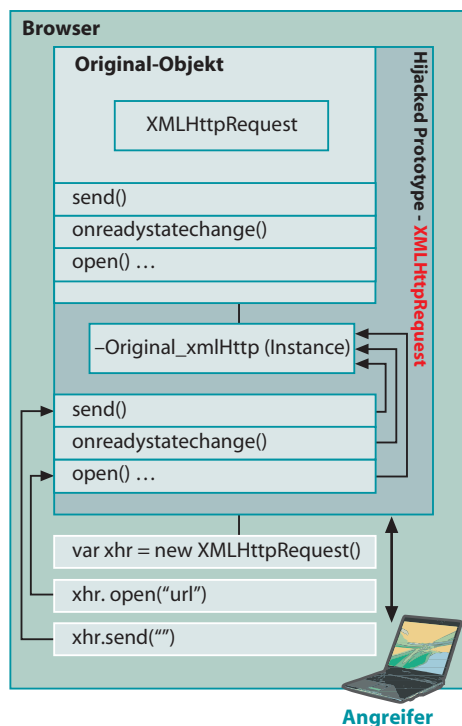 Browser
Original-Objekt
XMLHttpRequest
send()
onreadystatechange()
open() …
Hijacked Prototype - XMLHttpRequest
–Original_xmlHttp (Instance)
send()
onreadystatechange()
open() …
var xhr = new XMLHttpRequest()
xhr. open(“url”)
xhr.send(“”)
Angreifer